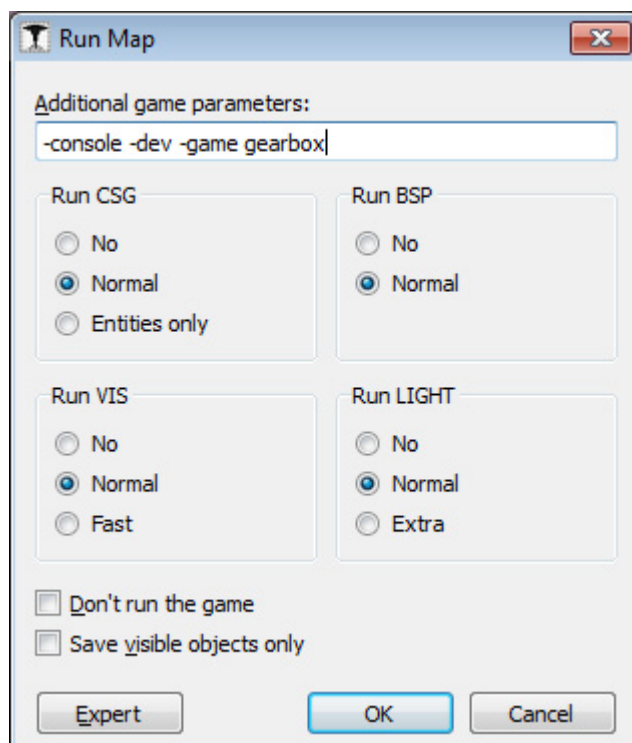 Run Map
Additional game parameters:
-console -dev -game gearbox
Run CSG
No
Normal
Entities only
Run BSP
No
Normal
Run VIS
No
Normal
Fast
Run LIGHT
No
Normal
Extra
Don't run the game
Save visible objects only
Expert OK Cancel